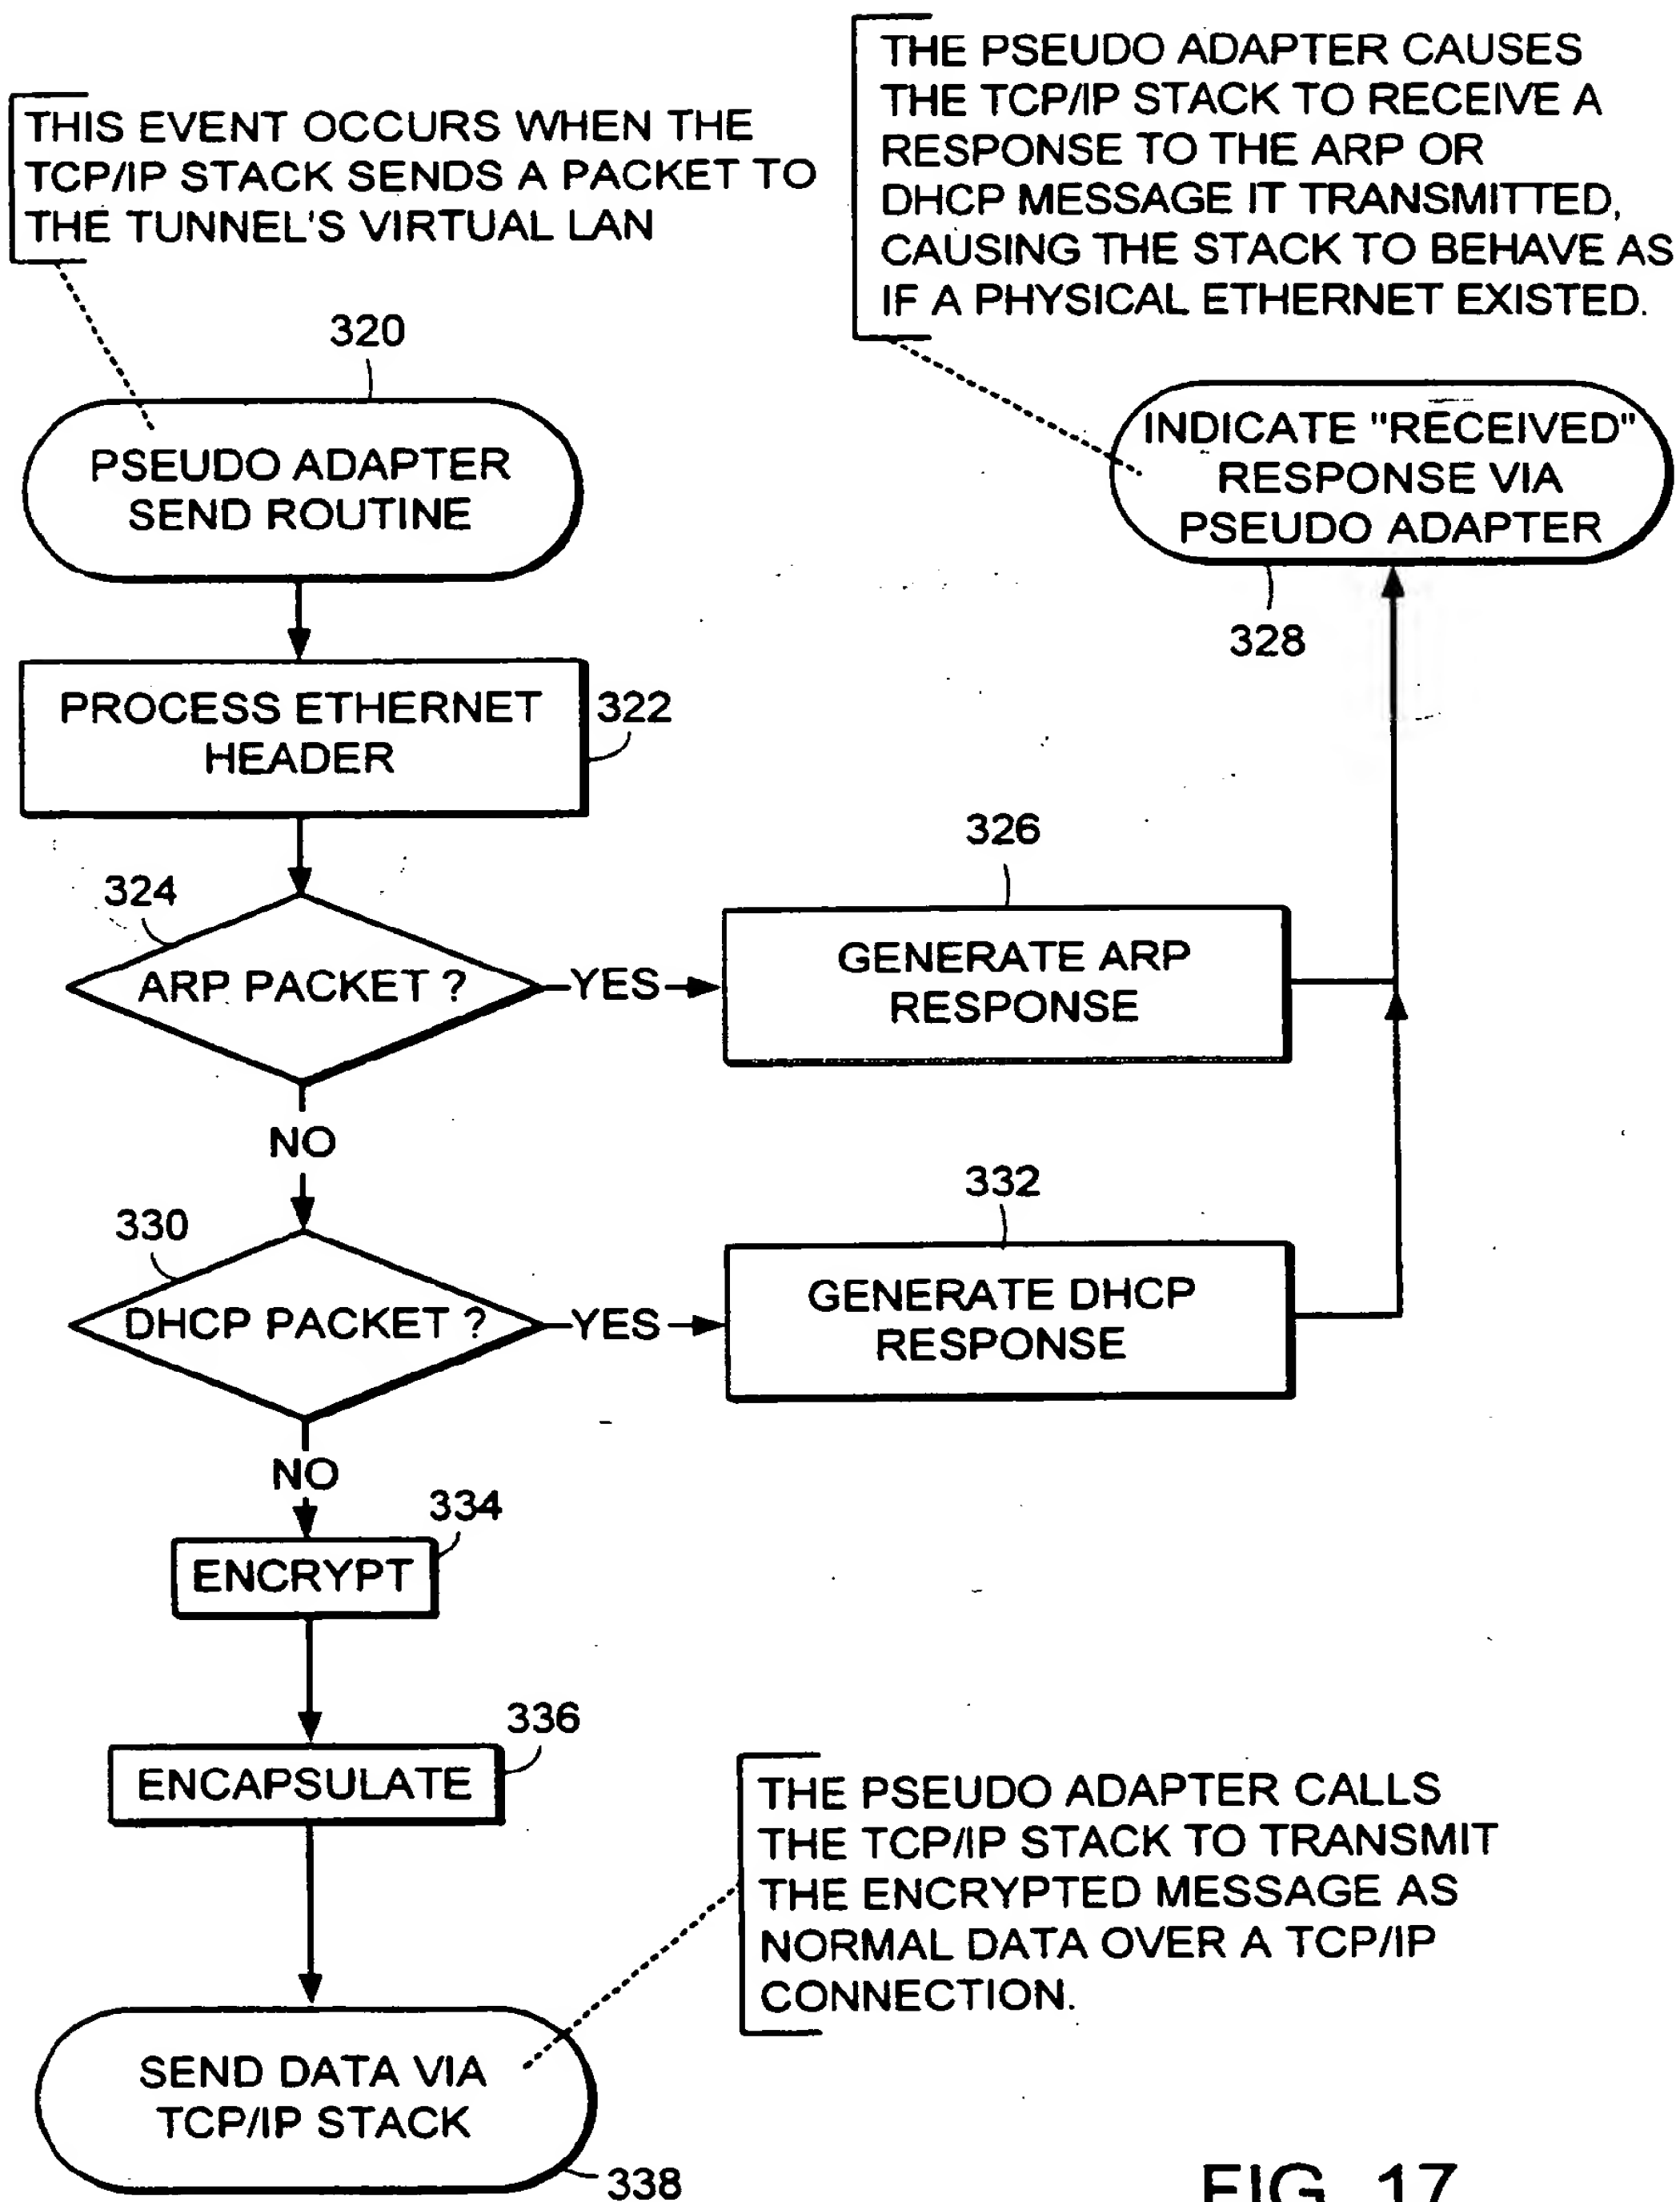 THIS EVENT OCCURS WHEN THE
TCP/IP STACK SENDS A PACKET TO
THE TUNNEL'S VIRTUAL LAN
THE PSEUDO ADAPTER CAUSES
THE TCP/IP STACK TO RECEIVE A
RESPONSE TO THE ARP OR
DHCP MESSAGE IT TRANSMITTED,
CAUSING THE STACK TO BEHAVE AS
IF A PHYSICAL ETHERNET EXISTED.
320
PSEUDO ADAPTER
SEND ROUTINE
INDICATE "RECEIVED"
RESPONSE VIA
PSEUDO ADAPTER
328
PROCESS ETHERNET
HEADER
322
324
ARP PACKET ?
YES
326
GENERATE ARP
RESPONSE
NO
330
DHCP PACKET ?
YES
332
GENERATE DHCP
RESPONSE
NO
334
ENCRYPT
336
ENCAPSULATE
THE PSEUDO ADAPTER CALLS
THE TCP/IP STACK TO TRANSMIT
THE ENCRYPTED MESSAGE AS
NORMAL DATA OVER A TCP/IP
CONNECTION.
SEND DATA VIA
TCP/IP STACK
338
FIG. 17